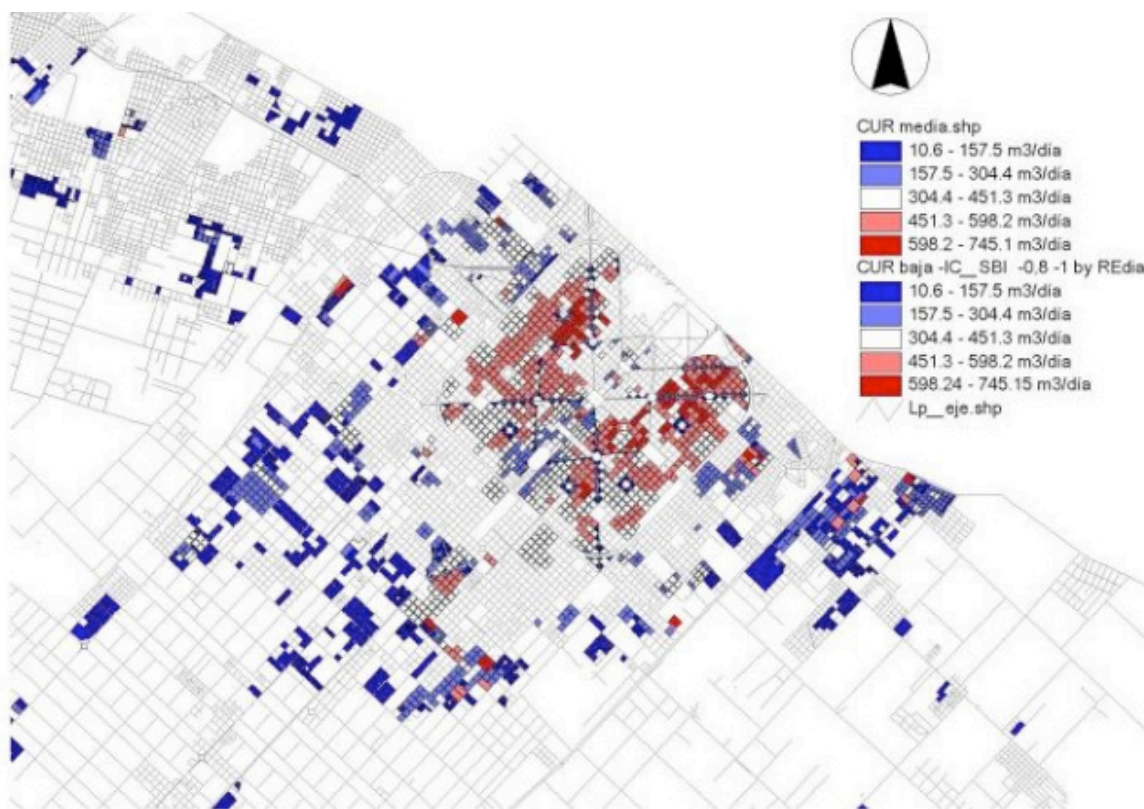 CUR media.shp
10.6 - 157.5 m3/día
157.5 - 304.4 m3/día
304.4 - 451.3 m3/día
451.3 - 598.2 m3/día
598.2 - 745.1 m3/día
CUR baja -IC__SBI -0,8 -1 by REdia
10.6 - 157.5 m3/día
157.5 - 304.4 m3/día
304.4 - 451.3 m3/día
451.3 - 598.2 m3/día
598.24 - 745.15 m3/día
Lp__eje.shp